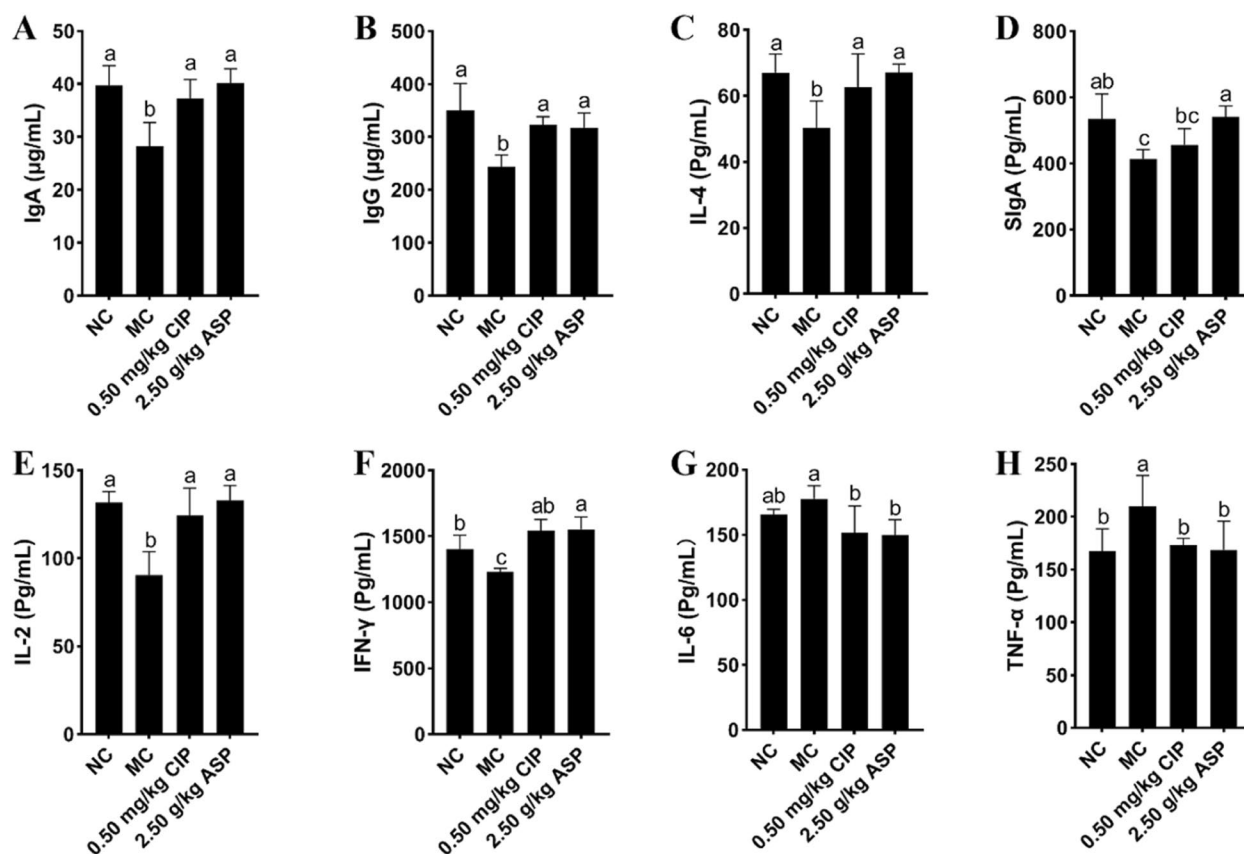 A
50
40
30
20
10
0
IgA (μg/mL)
a
b
a
a
NC
MC
0.50 mg/kg CIP
2.50 g/kg ASP
B
500
400
300
200
100
0
IgG (μg/mL)
a
b
a
a
NC
MC
0.50 mg/kg CIP
2.50 g/kg ASP
C
80
60
40
20
0
IL-4 (Pg/mL)
a
b
a
a
NC
MC
0.50 mg/kg CIP
2.50 g/kg ASP
D
800
600
400
200
0
SIgA (Pg/mL)
ab
c
bc
a
NC
MC
0.50 mg/kg CIP
2.50 g/kg ASP
E
150
100
50
0
IL-2 (Pg/mL)
a
b
a
a
NC
MC
0.50 mg/kg CIP
2.50 g/kg ASP
F
2000
1500
1000
500
0
IFN-γ (Pg/mL)
b
c
ab
a
NC
MC
0.50 mg/kg CIP
2.50 g/kg ASP
G
200
150
100
50
0
IL-6 (Pg/mL）
ab
a
b
b
NC
MC
0.50 mg/kg CIP
2.50 g/kg ASP
H
250
200
150
100
50
0
TNF-α (Pg/mL)
b
a
b
b
NC
MC
0.50 mg/kg CIP
2.50 g/kg ASP